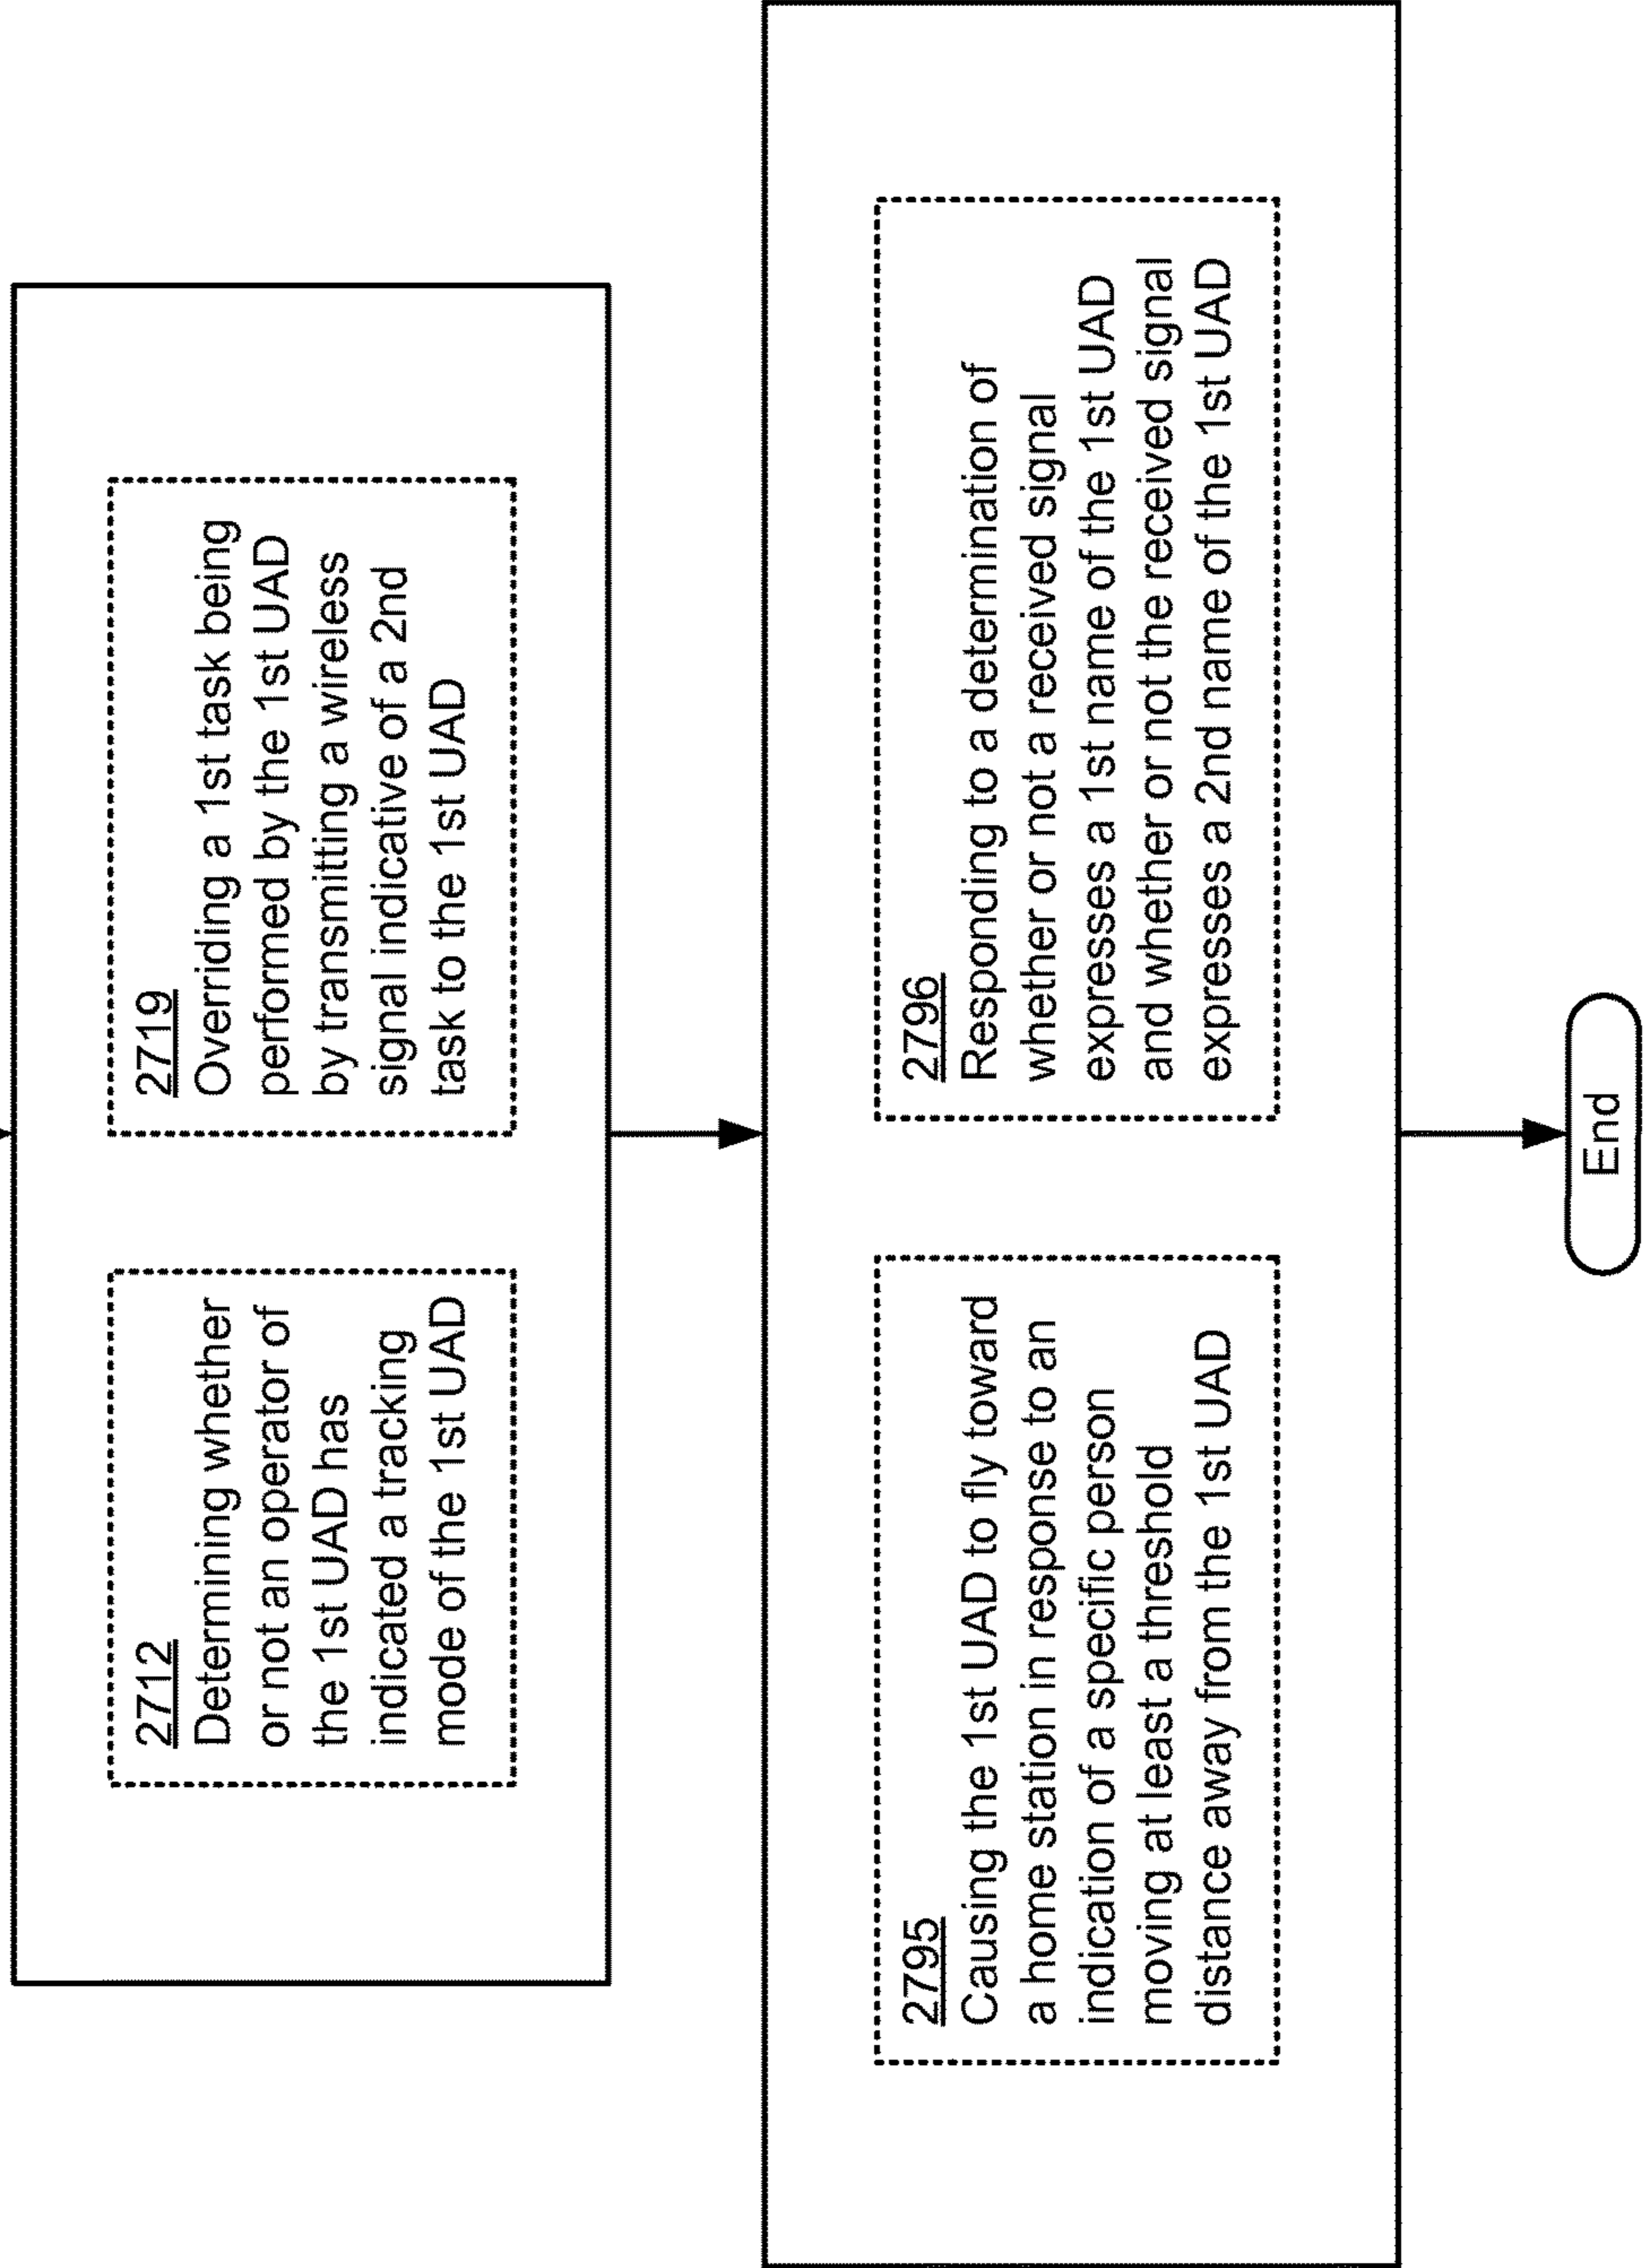 2712
Determining whether
or not an operator of
the 1st UAD has
indicated a tracking
mode of the 1st UAD
2719
Overriding a 1st task being
performed by the 1st UAD
by transmitting a wireless
signal indicative of a 2nd
task to the 1st UAD
2795
Causing the 1st UAD to fly toward
a home station in response to an
indication of a specific person
moving at least a threshold
distance away from the 1st UAD
2796
Responding to a determination of
whether or not a received signal
expresses a 1st name of the 1st UAD
and whether or not the received signal
expresses a 2nd name of the 1st UAD
End